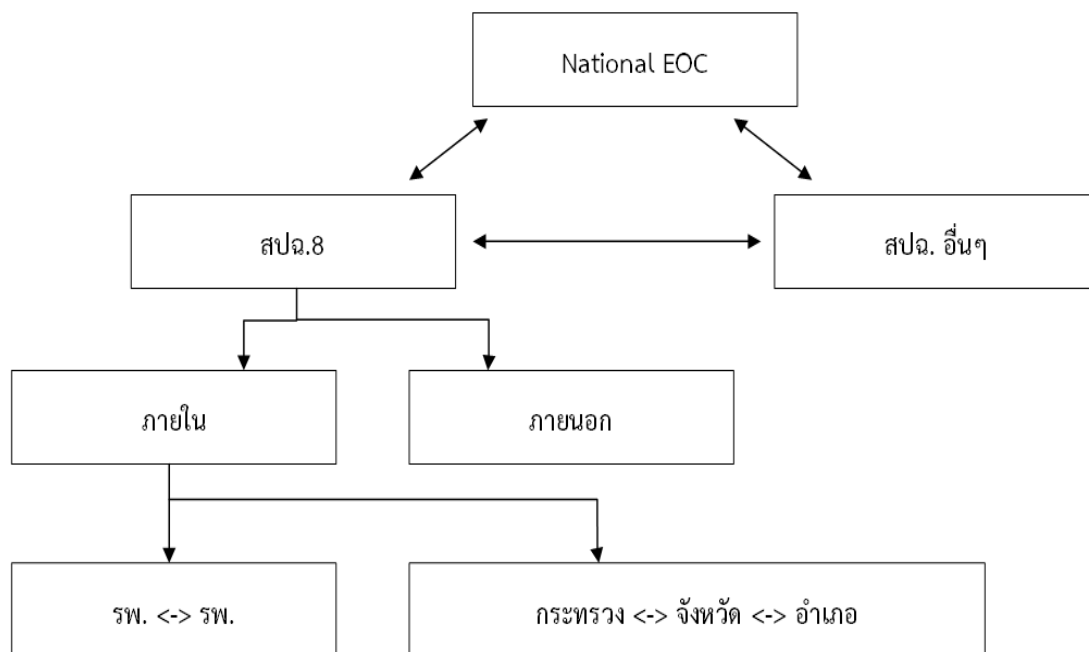 National EOC
สปฉ.8
สปฉ. อื่นๆ
ภายใน
ภายนอก
รพ. <-> รพ.
กระทรวง <-> จังหวัด <-> อำเภอ